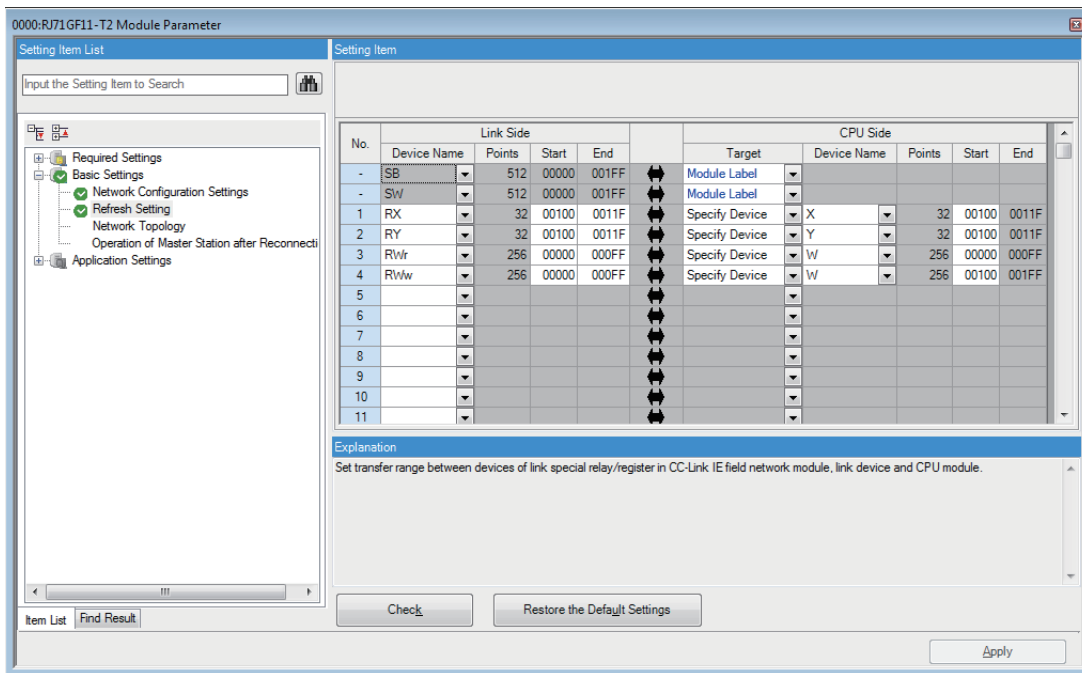 0000:RJ71GF11-T2 Module Parameter
Setting Item List
Input the Setting Item to Search
Required Settings
Basic Settings
Network Configuration Settings
Refresh Setting
Network Topology
Operation of Master Station after Reconnecti
Application Settings
Item List Find Result
Setting Item
No. Link Side CPU Side
Device Name Points Start End Target Device Name Points Start End
- SB 512 00000 001FF Module Label
- SW 512 00000 001FF Module Label
1 RX 32 00100 0011F Specify Device X 32 00100 0011F
2 RY 32 00100 0011F Specify Device Y 32 00100 0011F
3 RWr 256 00000 000FF Specify Device W 256 00000 000FF
4 RWw 256 00000 000FF Specify Device W 256 00100 001FF
5
6
7
8
9
10
11
Explanation
Set transfer range between devices of link special relay/register in CC-Link IE field network module, link device and CPU module.
Check Restore the Default Settings
Apply